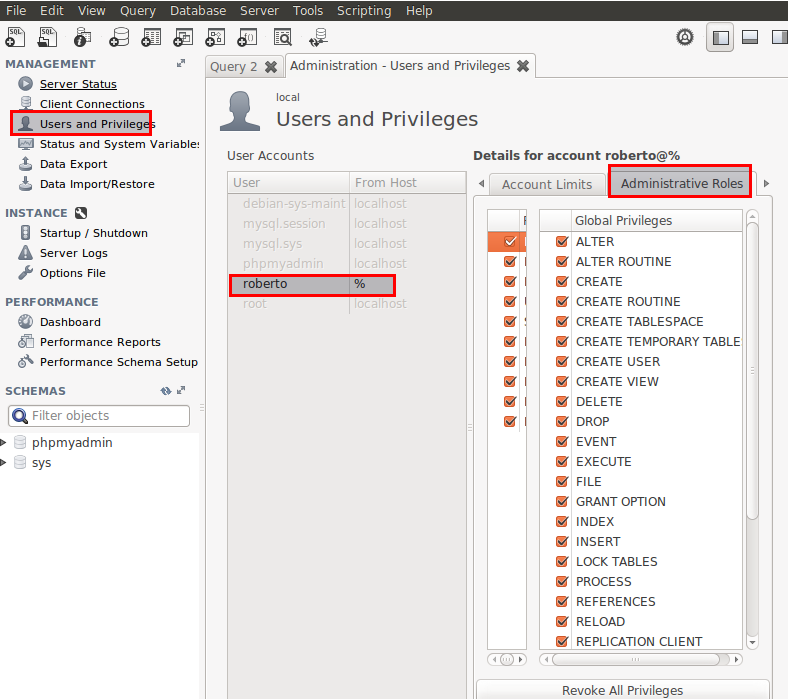 File Edit View Query Database Server Tools Scripting Help
MANAGEMENT
Server Status
Client Connections
Users and Privileges
Status and System Variables
Data Export
Data Import/Restore
INSTANCE
Startup / Shutdown
Server Logs
Options File
PERFORMANCE
Dashboard
Performance Reports
Performance Schema Setup
SCHEMAS
Filter objects
phpmyadmin
sys
Query 2 Administration - Users and Privileges
local
Users and Privileges
User Accounts
User From Host
debian-sys-maint localhost
mysql.session localhost
mysql.sys localhost
phpmyadmin localhost
roberto %
root localhost
Details for account roberto@%
Account Limits Administrative Roles
Global Privileges
ALTER
ALTER ROUTINE
CREATE
CREATE ROUTINE
CREATE TABLESPACE
CREATE TEMPORARY TABLE
CREATE USER
CREATE VIEW
DELETE
DROP
EVENT
EXECUTE
FILE
GRANT OPTION
INDEX
INSERT
LOCK TABLES
PROCESS
REFERENCES
RELOAD
REPLICATION CLIENT
Revoke All Privileges